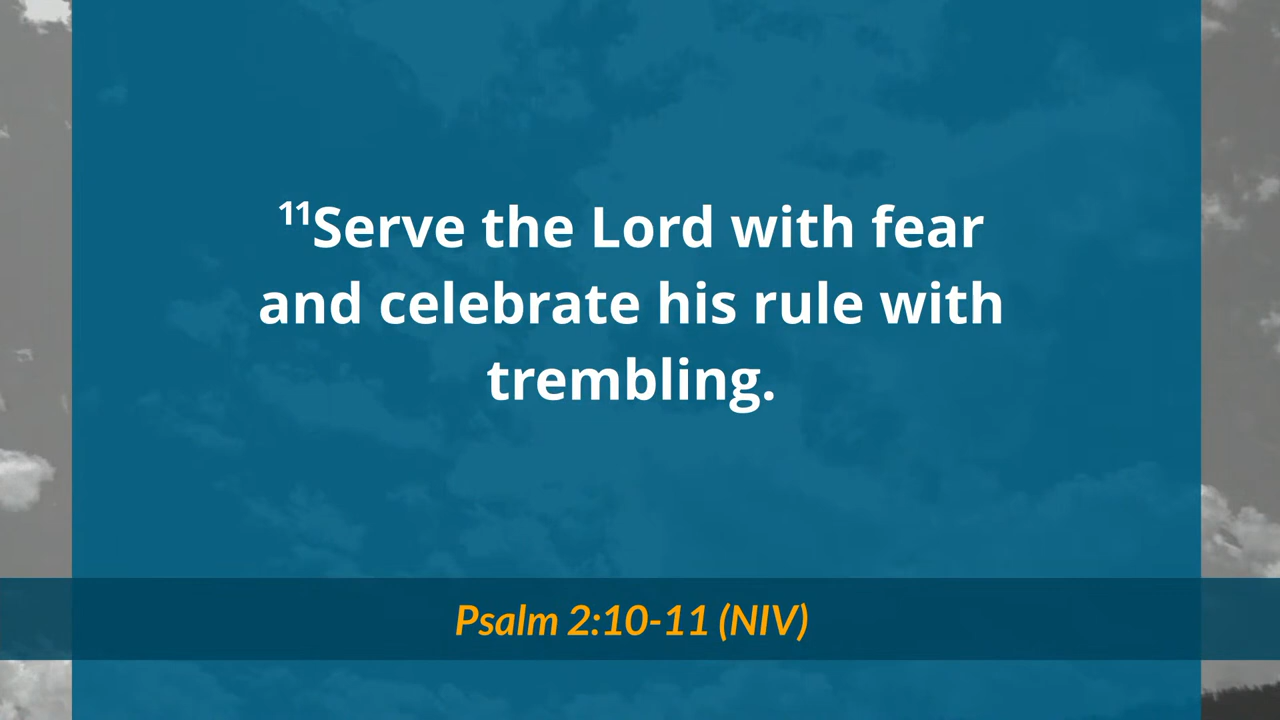 ¹¹Serve the Lord with fear
and celebrate his rule with
trembling.
Psalm 2:10-11 (NIV)